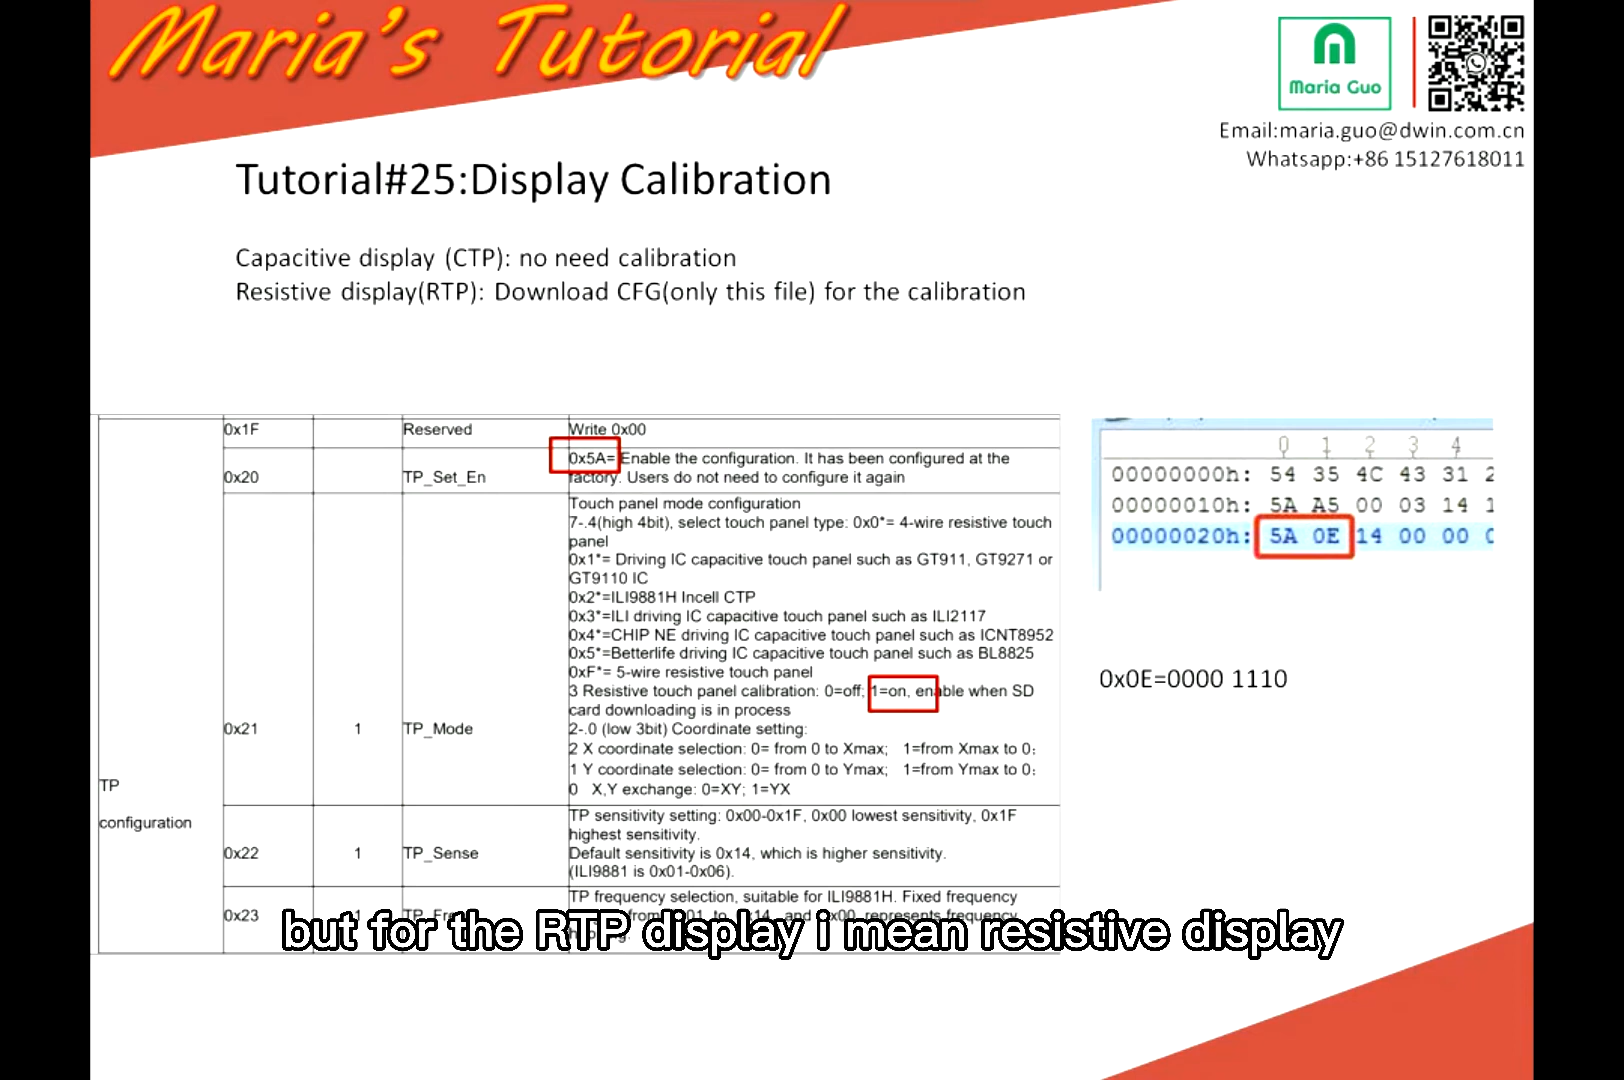 Maria's Tutorial
Maria Guo
Email:maria.guo@dwin.com.cn
Whatsapp:+86 15127618011
Tutorial#25:Display Calibration
Capacitive display (CTP): no need calibration
Resistive display(RTP): Download CFG(only this file) for the calibration
0x1F Reserved Write 0x00
0x20 TP_Set_En 0x5A= Enable the configuration. It has been configured at the
factory. Users do not need to configure it again
Touch panel mode configuration
7-.4(high 4bit), select touch panel type: 0x0*= 4-wire resistive touch
panel
0x1*= Driving IC capacitive touch panel such as GT911, GT9271 or
GT9110 IC
0x2*=ILI9881H Incell CTP
0x3*=ILI driving IC capacitive touch panel such as ILI2117
0x4*=CHIP NE driving IC capacitive touch panel such as ICNT8952
0x5*=Betterlife driving IC capacitive touch panel such as BL8825
0xF*= 5-wire resistive touch panel
3 Resistive touch panel calibration: 0=off; 1=on, enable when SD
card downloading is in process
0x21 1 TP_Mode 2-.0 (low 3bit) Coordinate setting:
2 X coordinate selection: 0= from 0 to Xmax; 1=from Xmax to 0;
1 Y coordinate selection: 0= from 0 to Ymax; 1=from Ymax to 0;
0 X,Y exchange: 0=XY; 1=YX
TP
configuration
TP sensitivity setting: 0x00-0x1F, 0x00 lowest sensitivity, 0x1F
highest sensitivity.
0x22 1 TP_Sense Default sensitivity is 0x14, which is higher sensitivity.
(ILI9881 is 0x01-0x06).
TP frequency selection, suitable for ILI9881H. Fixed frequency
0x23
0 1 2 3 4
00000000h: 54 35 4C 43 31
00000010h: 5A A5 00 03 14
00000020h: 5A 0E 14 00 00
0x0E=0000 1110
but for the RTP display i mean resistive display